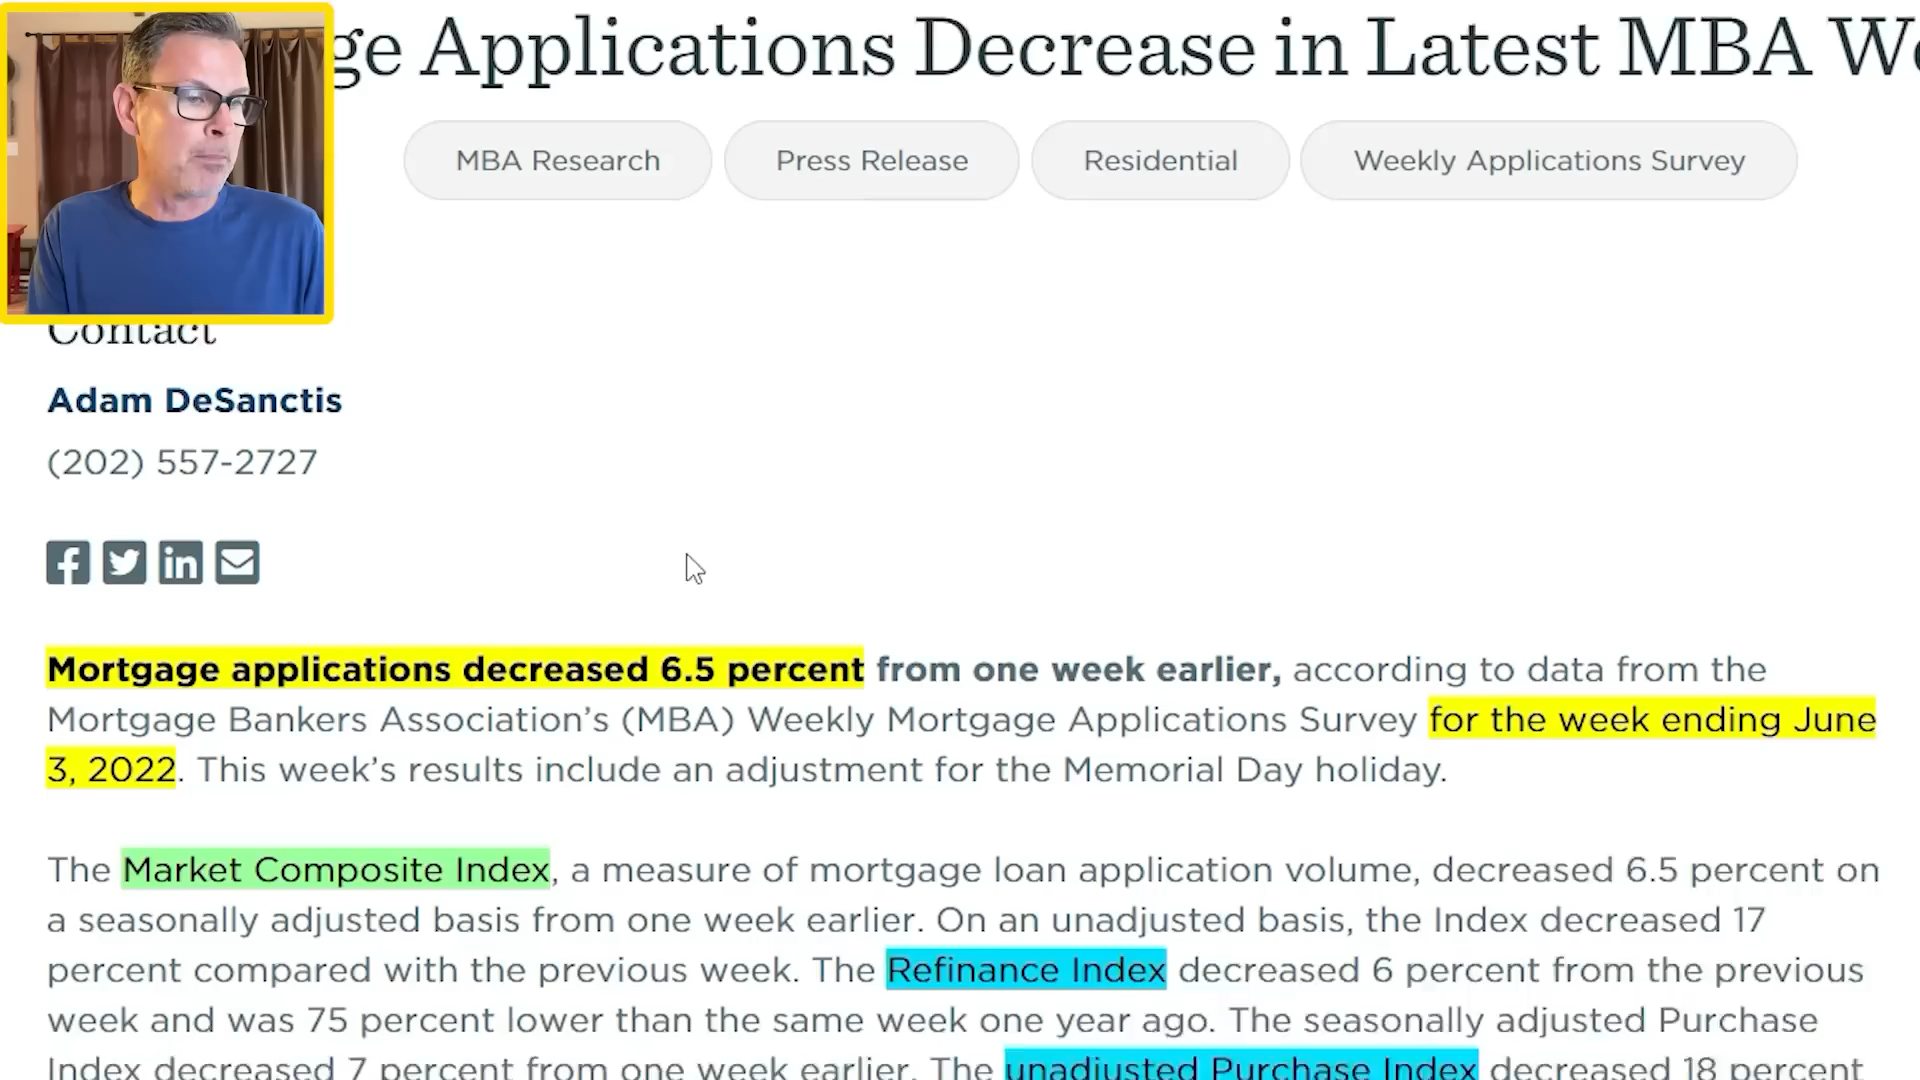 ge Applications Decrease in Latest MBA We
MBA Research
Press Release
Residential
Weekly Applications Survey
Contact
Adam DeSanctis
(202) 557-2727
Mortgage applications decreased 6.5 percent from one week earlier, according to data from the
Mortgage Bankers Association’s (MBA) Weekly Mortgage Applications Survey for the week ending June
3, 2022. This week’s results include an adjustment for the Memorial Day holiday.
The Market Composite Index, a measure of mortgage loan application volume, decreased 6.5 percent on
a seasonally adjusted basis from one week earlier. On an unadjusted basis, the Index decreased 17
percent compared with the previous week. The Refinance Index decreased 6 percent from the previous
week and was 75 percent lower than the same week one year ago. The seasonally adjusted Purchase
Index decreased 7 percent from one week earlier. The unadjusted Purchase Index decreased 18 percent